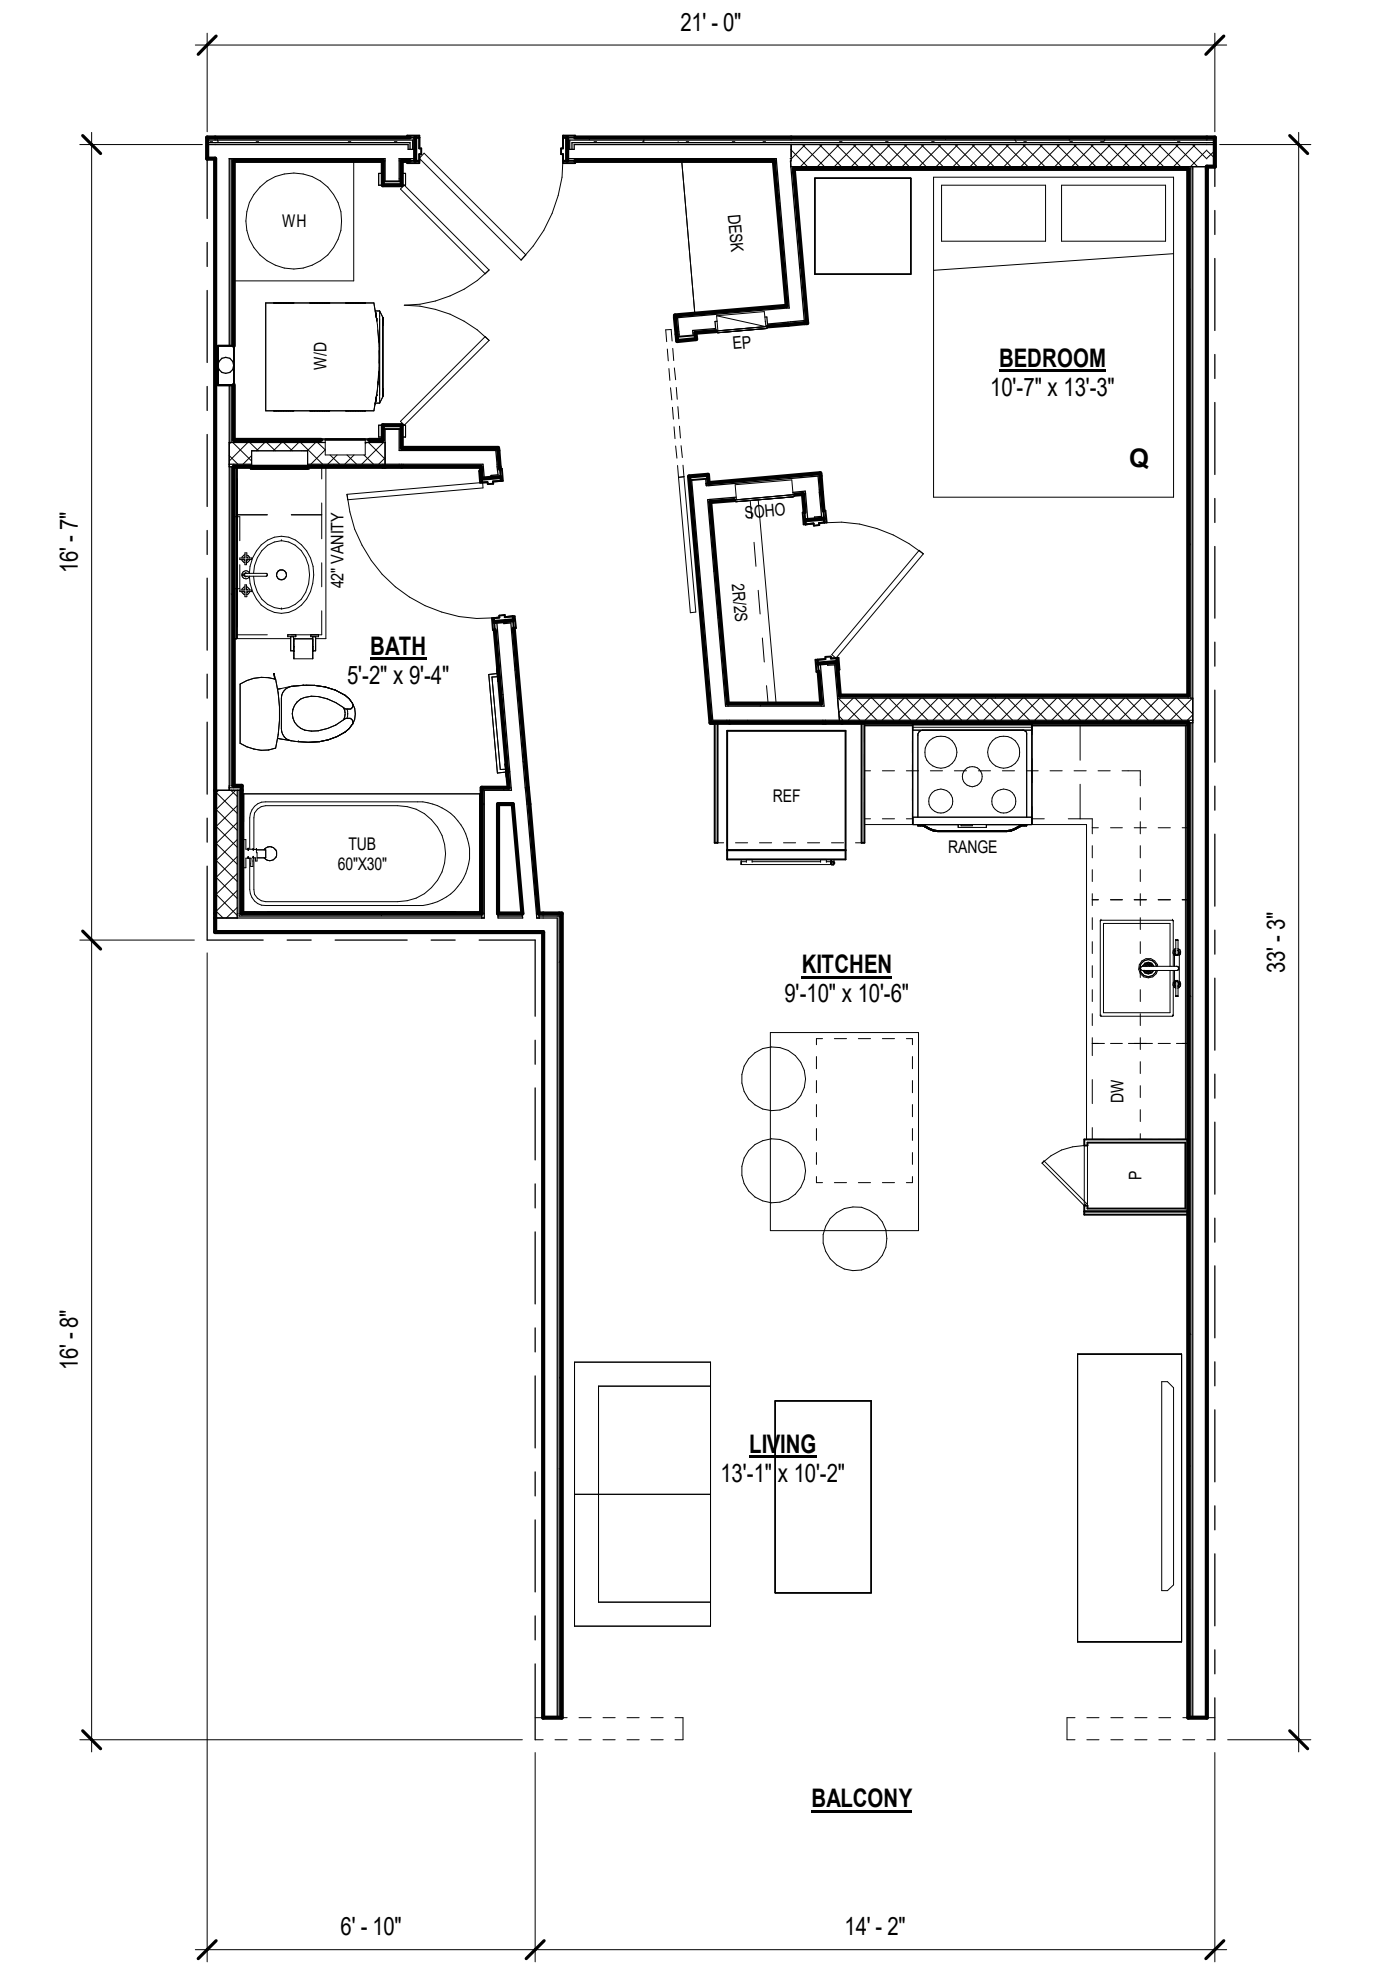 21' - 0"
WH
DESK
W/D
EP
BEDROOM
10'-7" x 13'-3"
Q
16' - 7"
SOHO
42" VANITY
2R/2S
BATH
5'-2" x 9'-4"
REF
TUB
60"X30"
RANGE
33' - 3"
KITCHEN
9'-10" x 10'-6"
DW
P
16' - 8"
LIVING
13'-1" x 10'-2"
BALCONY
6' - 10"
14' - 2"